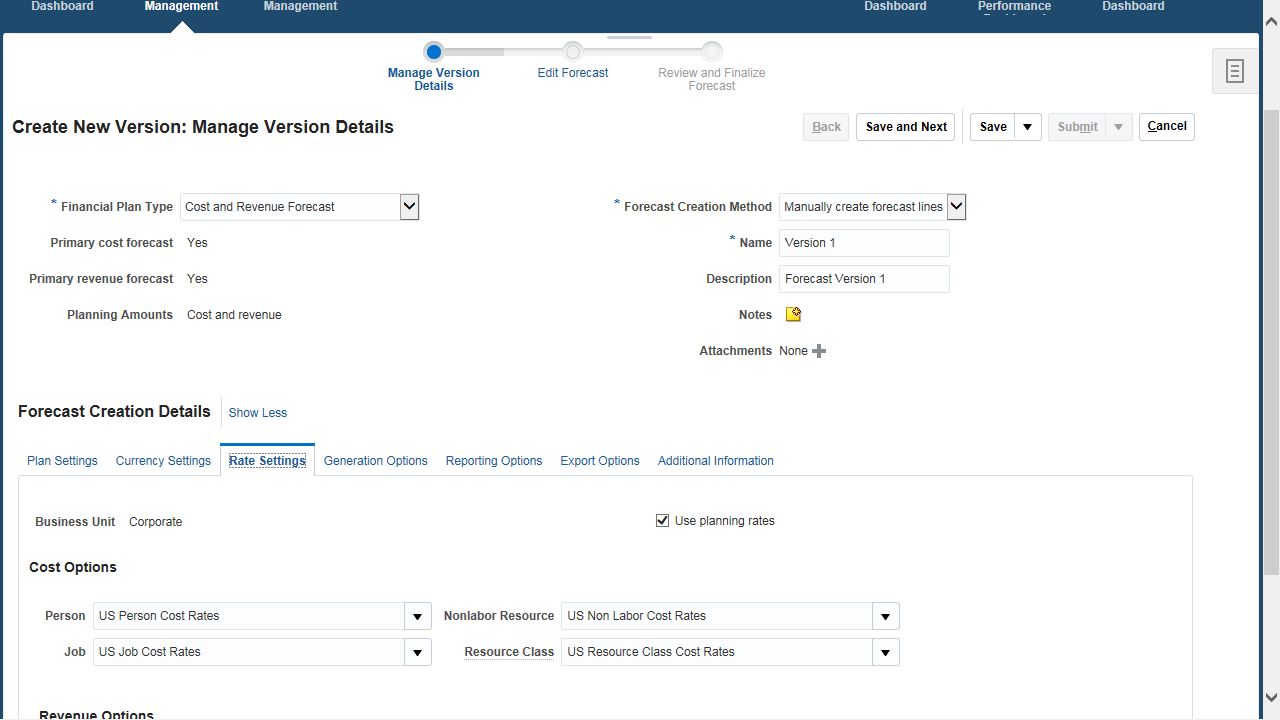 Dashboard Management Management Dashboard Performance Dashboard
Manage Version Details
Edit Forecast
Review and Finalize Forecast
Create New Version: Manage Version Details
Back Save and Next Save Submit Cancel
* Financial Plan Type Cost and Revenue Forecast
* Forecast Creation Method Manually create forecast lines
Primary cost forecast Yes
* Name Version 1
Primary revenue forecast Yes
Description Forecast Version 1
Planning Amounts Cost and revenue
Notes
Attachments None
Forecast Creation Details Show Less
Plan Settings Currency Settings Rate Settings Generation Options Reporting Options Export Options Additional Information
Business Unit Corporate
Use planning rates
Cost Options
Person US Person Cost Rates Nonlabor Resource US Non Labor Cost Rates
Job US Job Cost Rates Resource Class US Resource Class Cost Rates
Revenue Options